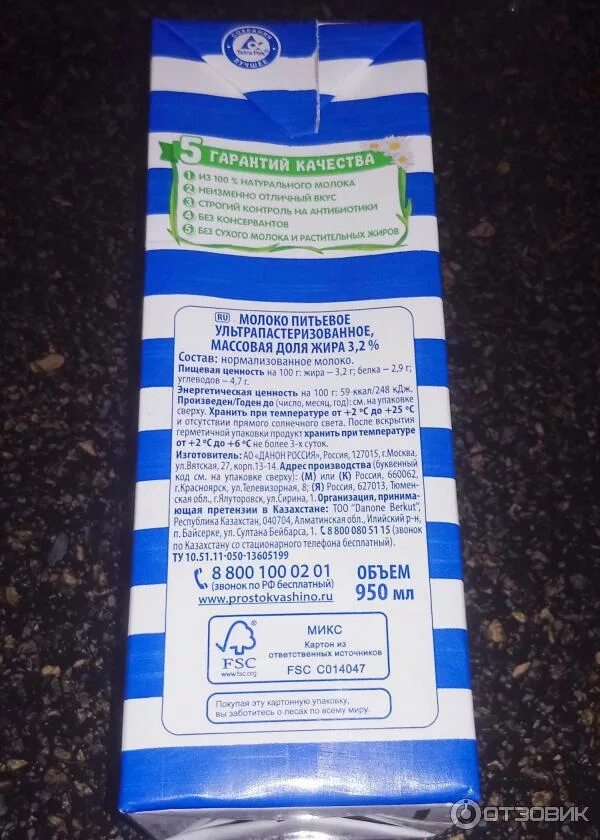 СОХРАНЯЕТ
Tetra Pak
ЛУЧШЕЕ
5 ГАРАНТИЙ КАЧЕСТВА
1 ИЗ 100 % НАТУРАЛЬНОГО МОЛОКА
2 НЕИЗМЕННО ОТЛИЧНЫЙ ВКУС
3 СТРОГИЙ КОНТРОЛЬ НА АНТИБИОТИКИ
4 БЕЗ КОНСЕРВАНТОВ
5 БЕЗ СУХОГО МОЛОКА И РАСТИТЕЛЬНЫХ ЖИРОВ
RU МОЛОКО ПИТЬЕВОЕ
УЛЬТРАПАСТЕРИЗОВАННОЕ,
МАССОВАЯ ДОЛЯ ЖИРА 3,2 %
Состав: нормализованное молоко.
Пищевая ценность на 100 г: жира – 3,2 г; белка – 2,9 г;
углеводов – 4,7 г.
Энергетическая ценность на 100 г: 59 ккал/248 кДж.
Произведен/Годен до (число, месяц, год): см. на упаковке
сверху. Хранить при температуре от +2 ºС до +25 ºС
и отсутствии прямого солнечного света. После вскрытия
герметичной упаковки продукт хранить при температуре
от +2 ºС до +6 ºС не более 3-х суток.
Изготовитель: АО «ДАНОН РОССИЯ», Россия, 127015, г.Москва,
ул.Вятская, 27, корп.13-14. Адрес производства (буквенный
код см. на упаковке сверху): (М) или (К) Россия, 660062,
г.Красноярск, ул.Телевизорная, 8; (Я) Россия, 627013, Тюмен-
ская обл., г.Ялуторовск, ул.Сирина, 1. Организация, принимаю-
ющая претензии в Казахстане: ТОО "Danone Berkut",
Республика Казахстан, 040704, Алматинская обл., Илийский р-н,
п. Байсерке, ул. Султана Бейбарса, 1. 8 800 080 51 15 (звонок
по Казахстану со стационарного телефона бесплатный).
ТУ 10.51.11-050-13605199
8 800 100 02 01
(звонок по РФ бесплатный)
www.prostokvashino.ru
ОБЪЕМ
950 мл
FSC
www.fsc.org
МИКС
Картон из
ответственных источников
FSC C014047
Покупая эту картонную упаковку,
вы заботитесь о лесах по всему миру.
ОТЗОВИК